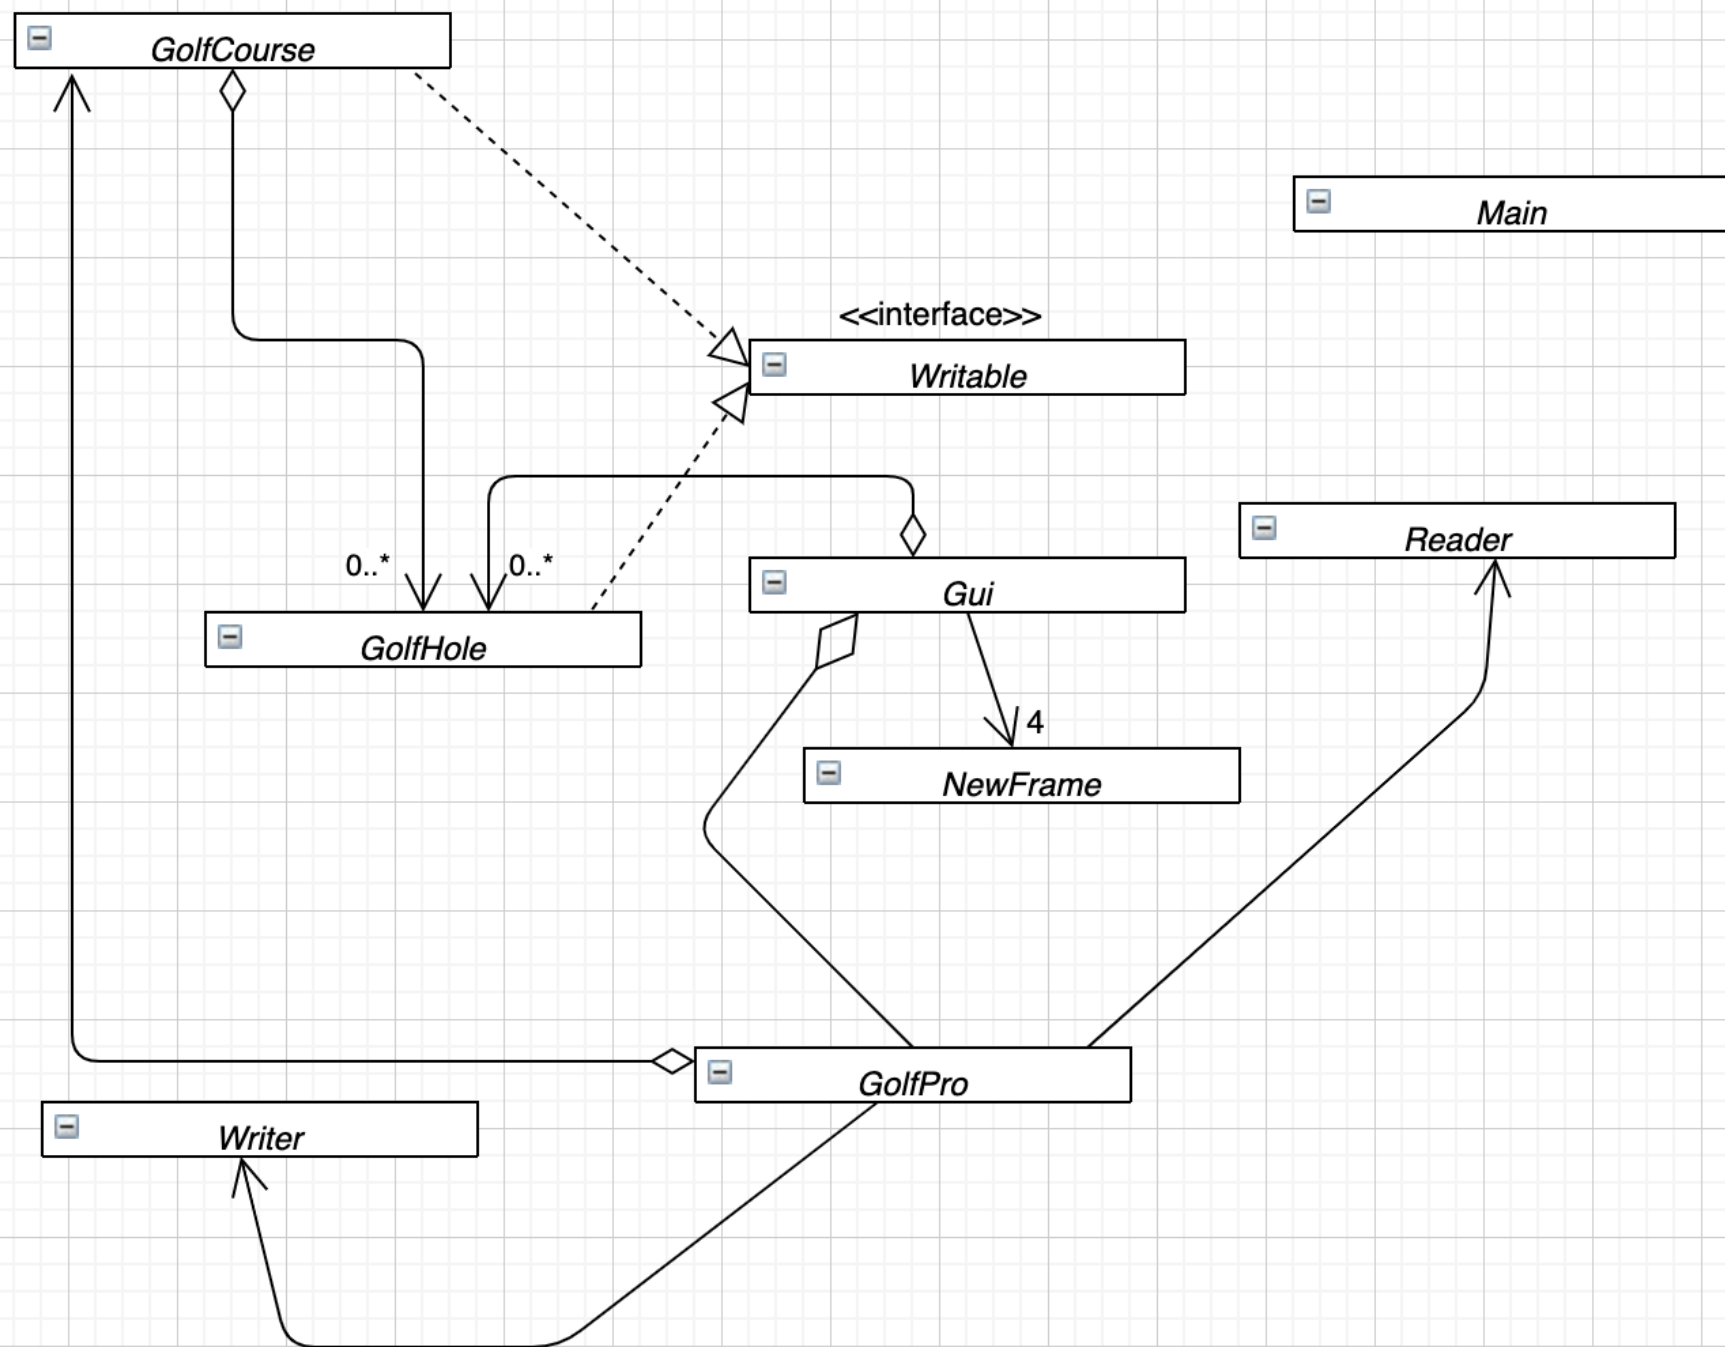 GolfCourse
Main
<<interface>>
Writable
Reader
0..*
0..*
Gui
GolfHole
4
NewFrame
GolfPro
Writer